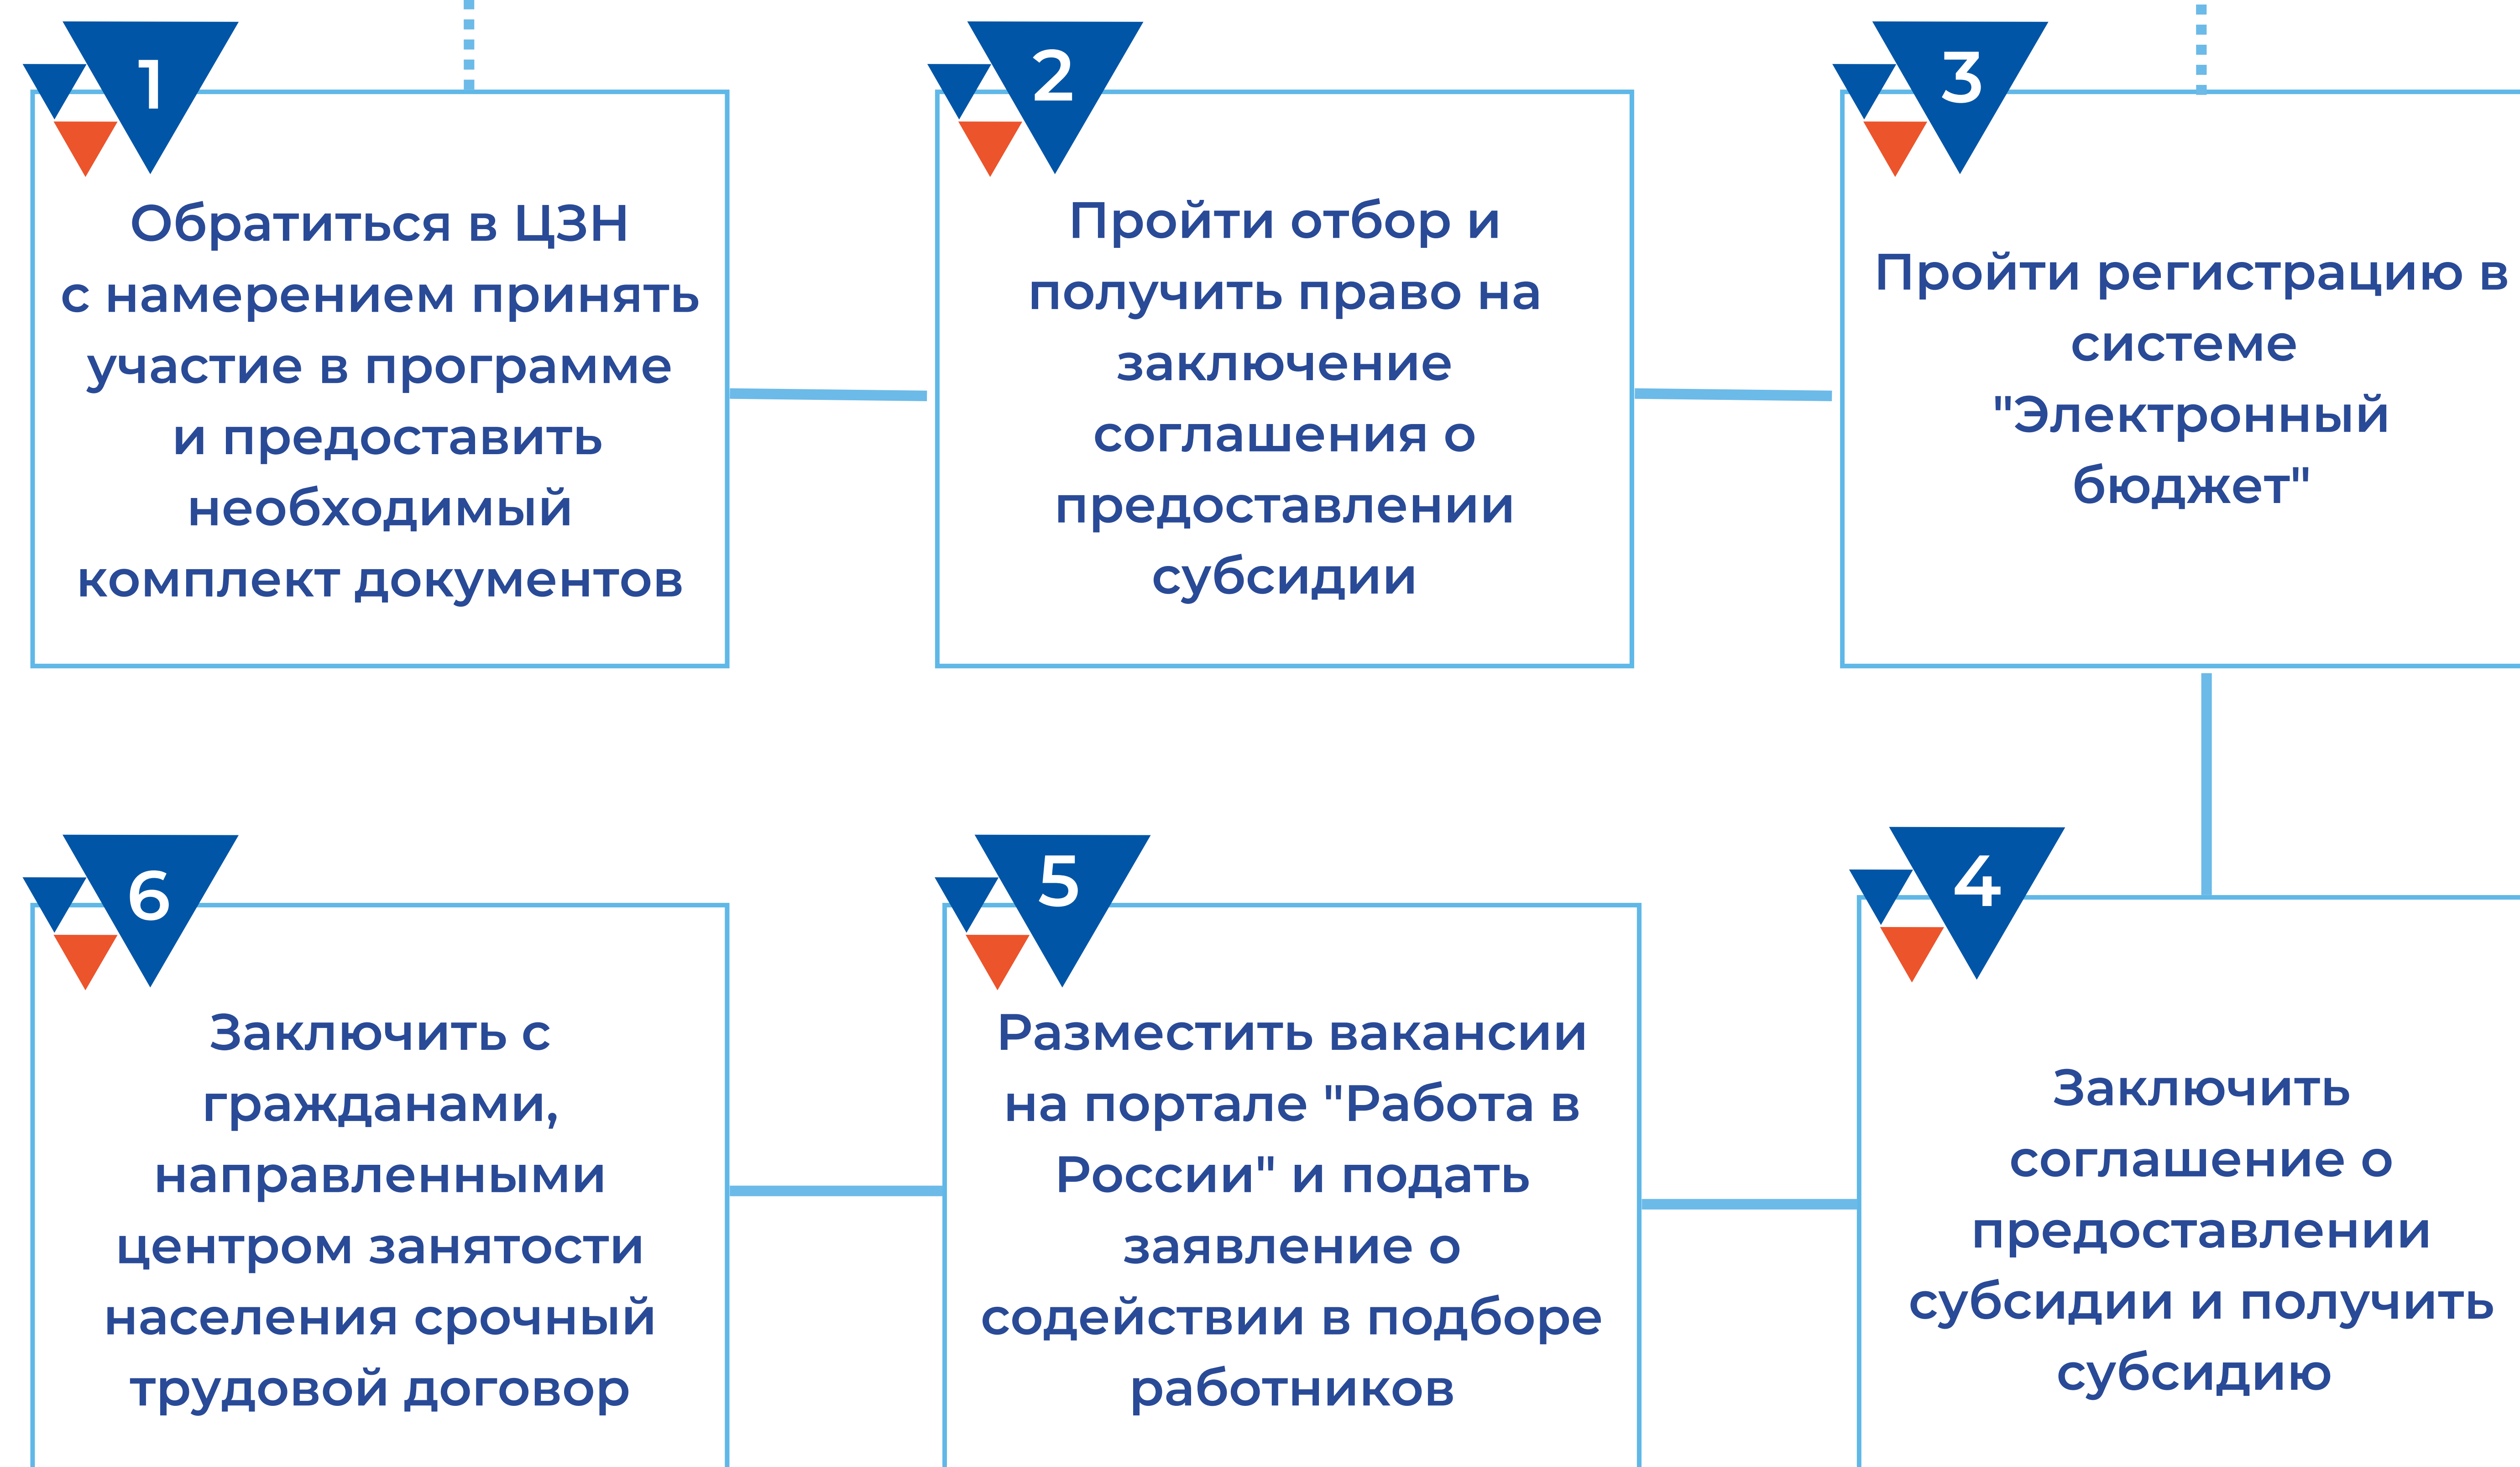 1
Обратиться в ЦЗН
с намерением принять
участие в программе
и предоставить
необходимый
комплект документов
2
Пройти отбор и
получить право на
заключение
соглашения о
предоставлении
субсидии
3
Пройти регистрацию в
системе
"Электронный
бюджет"
4
Заключить
соглашение о
предоставлении
субсидии и получить
субсидию
5
Разместить вакансии
на портале "Работа в
России" и подать
заявление о
содействии в подборе
работников
6
Заключить с
гражданами,
направленными
центром занятости
населения срочный
трудовой договор